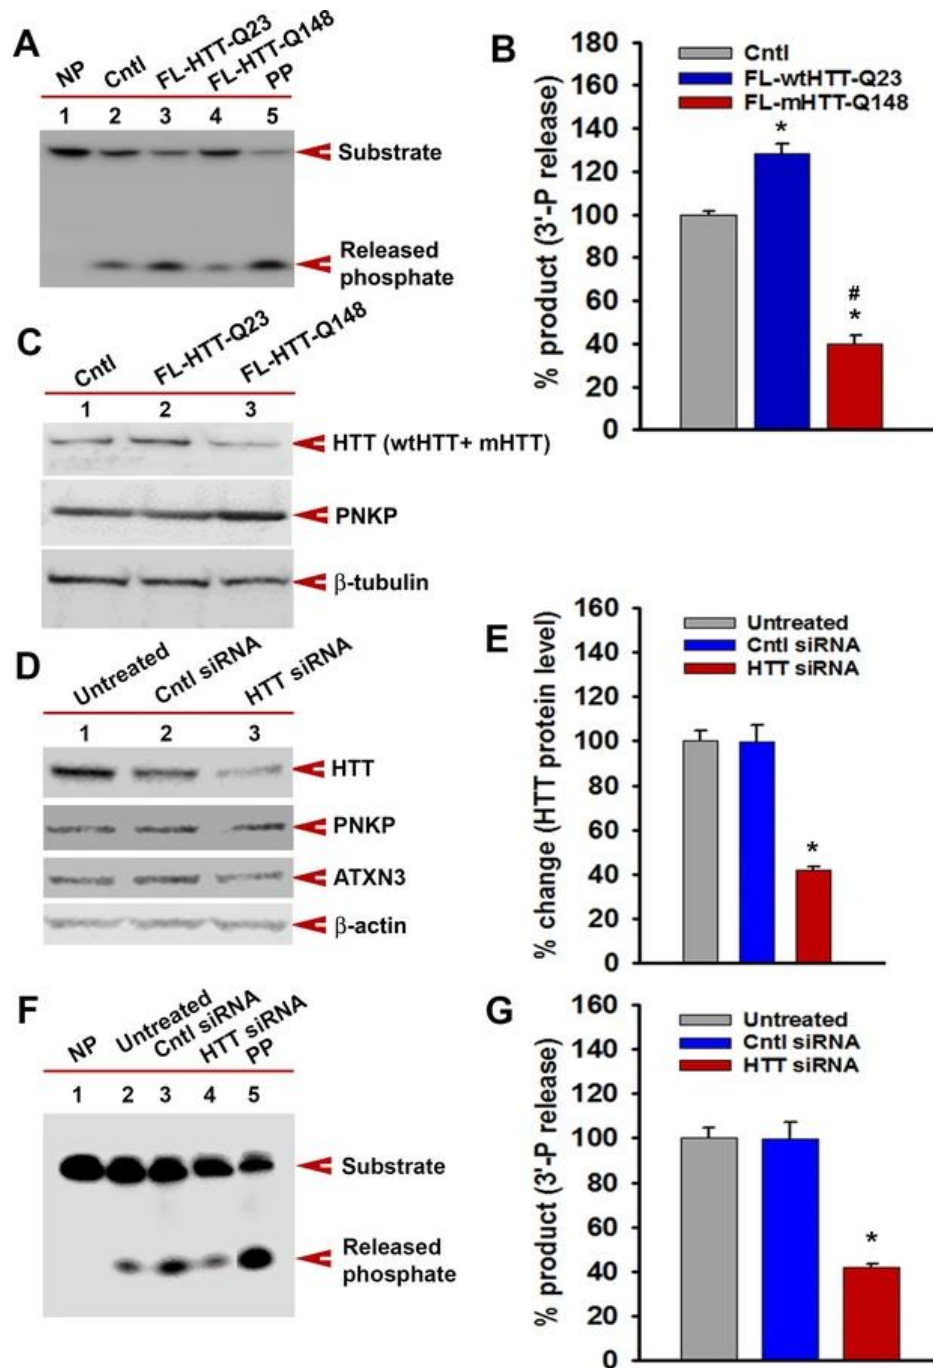 A
NP
Cntl
FL-HTT-Q23
FL-HTT-Q148
PP
1 2 3 4 5
Substrate
Released
phosphate
B
% product (3'-P release)
180
160
140
120
100
80
60
40
20
0
Cntl
FL-wtHTT-Q23
FL-mHTT-Q148
*
#
*
C
Cntl
FL-HTT-Q23
FL-HTT-Q148
1 2 3
HTT (wtHTT+ mHTT)
PNKP
β-tubulin
D
Untreated
Cntl siRNA
HTT siRNA
1 2 3
HTT
PNKP
ATXN3
β-actin
E
% change (HTT protein level)
160
140
120
100
80
60
40
20
0
Untreated
Cntl siRNA
HTT siRNA
*
F
NP
Untreated
Cntl siRNA
HTT siRNA
PP
1 2 3 4 5
Substrate
Released
phosphate
G
% product (3'-P release)
160
140
120
100
80
60
40
20
0
Untreated
Cntl siRNA
HTT siRNA
*